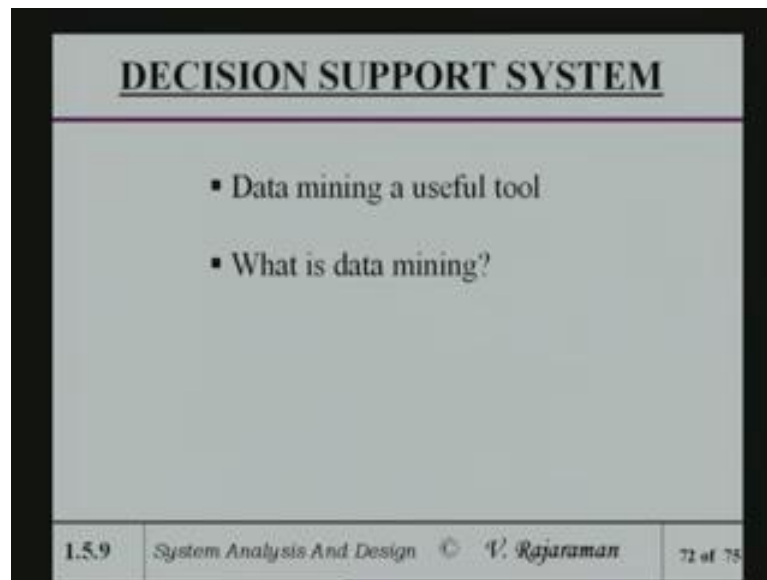 DECISION SUPPORT SYSTEM
▪ Data mining a useful tool
▪ What is data mining?
1.5.9 System Analysis And Design © V. Rajaraman 72 of 75